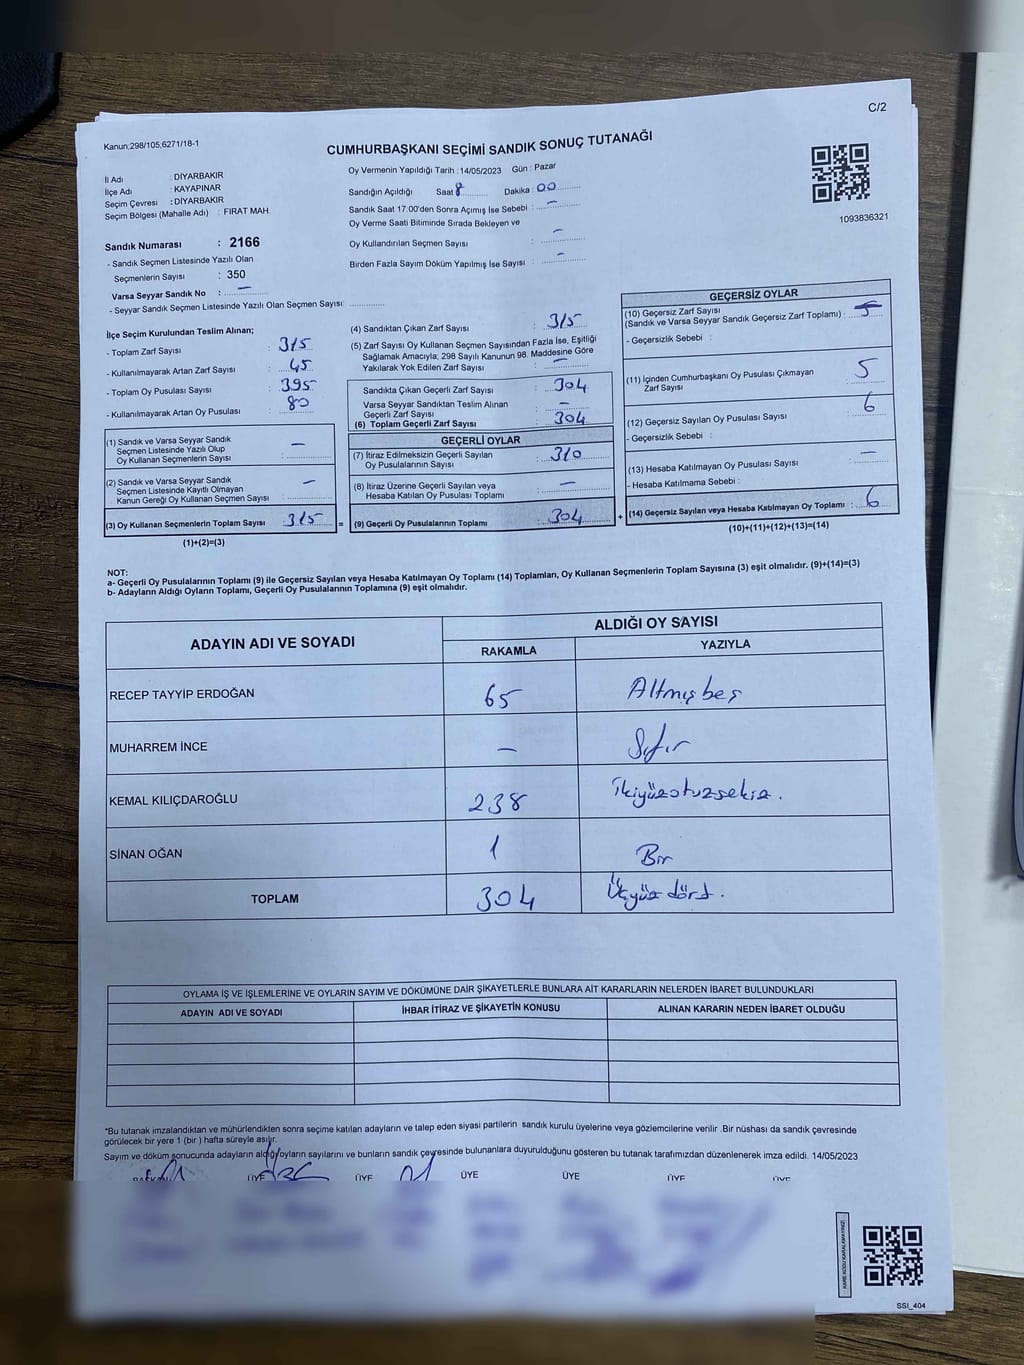 C/2
Kanun:298/105,6271/18-1
CUMHURBAŞKANI SEÇİMİ SANDIK SONUÇ TUTANAĞI
İl Adı : DİYARBAKIR
İlçe Adı : KAYAPINAR
Seçim Çevresi : DİYARBAKIR
Seçim Bölgesi (Mahalle Adı) : FIRAT MAH.
Oy Vermenin Yapıldığı Tarih :14/05/2023 Gün : Pazar
Sandığın Açıldığı Saat 8 Dakika : 00
Sandık Saat 17:00'den Sonra Açımış İse Sebebi : -
Oy Verme Saati Bitiminde Sırada Bekleyen ve
Oy Kullandırılan Seçmen Sayısı : -
Birden Fazla Sayım Döküm Yapılmış İse Sayısı : -
1093836321
Sandık Numarası : 2166
- Sandık Seçmen Listesinde Yazılı Olan
Seçmenlerin Sayısı : 350
Varsa Seyyar Sandık No : -
- Seyyar Sandık Seçmen Listesinde Yazılı Olan Seçmen Sayısı:
İlçe Seçim Kurulundan Teslim Alınan;
- Toplam Zarf Sayısı : 315
- Kullanılmayarak Artan Zarf Sayısı : 45
- Toplam Oy Pusulası Sayısı : 395
- Kullanılmayarak Artan Oy Pusulası : 80
(1) Sandık ve Varsa Seyyar Sandık
Seçmen Listesinde Yazılı Olup
Oy Kullanan Seçmenlerin Sayısı : -
(2) Sandık ve Varsa Seyyar Sandık
Seçmen Listesinde Kayıtlı Olmayan
Kanun Gereği Oy Kullanan Seçmen Sayısı : -
(3) Oy Kullanan Seçmenlerin Toplam Sayısı : 315 =
(1)+(2)=(3)
(4) Sandıktan Çıkan Zarf Sayısı : 315
(5) Zarf Sayısı Oy Kullanan Seçmen Sayısından Fazla İse, Eşitliği
Sağlamak Amacıyla; 298 Sayılı Kanunun 98. Maddesine Göre
Yakılarak Yok Edilen Zarf Sayısı : -
Sandıkta Çıkan Geçerli Zarf Sayısı : 304
Varsa Seyyar Sandıktan Teslim Alınan
Geçerli Zarf Sayısı : -
(6) Toplam Geçerli Zarf Sayısı : 304
GEÇERLİ OYLAR
(7) İtiraz Edilmeksizin Geçerli Sayılan
Oy Pusulalarının Sayısı : 310
(8) İtiraz Üzerine Geçerli Sayılan veya
Hesaba Katılan Oy Pusulası Toplamı : -
(9) Geçerli Oy Pusulalarının Toplamı : 304 +
GEÇERSİZ OYLAR
(10) Geçersiz Zarf Sayısı
(Sandık ve Varsa Seyyar Sandık Geçersiz Zarf Toplamı) :
- Geçersizlik Sebebi :
(11) İçinden Cumhurbaşkanı Oy Pusulası Çıkmayan
Zarf Sayısı : 5
(12) Geçersiz Sayılan Oy Pusulası Sayısı : 6
- Geçersizlik Sebebi :
(13) Hesaba Katılmayan Oy Pusulası Sayısı : -
- Hesaba Katılmama Sebebi :
(14) Geçersiz Sayılan veya Hesaba Katılmayan Oy Toplamı : 6
(10)+(11)+(12)+(13)=(14)
NOT:
a- Geçerli Oy Pusulalarının Toplamı (9) ile Geçersiz Sayılan veya Hesaba Katılmayan Oy Toplamı (14) Toplamları, Oy Kullanan Seçmenlerin Toplam Sayısına (3) eşit olmalıdır. (9)+(14)=(3)
b- Adayların Aldığı Oyların Toplamı, Geçerli Oy Pusulalarının Toplamına (9) eşit olmalıdır.
ADAYIN ADI VE SOYADI ALDIĞI OY SAYISI
RAKAMLA YAZIYLA
RECEP TAYYİP ERDOĞAN 65 Altmışbeş
MUHARREM İNCE - Sıfır
KEMAL KILIÇDAROĞLU 238 İkiyüzotuzsekiz.
SİNAN OĞAN 1 Bir
TOPLAM 304 Üçyüz dört.
OYLAMA İŞ VE İŞLEMLERİNE VE OYLARIN SAYIM VE DÖKÜMÜNE DAİR ŞİKAYETLERLE BUNLARA AİT KARARLARIN NELERDEN İBARET BULUNDUKLARI
ADAYIN ADI VE SOYADI İHBAR İTİRAZ VE ŞİKAYETİN KONUSU ALINAN KARARIN NEDEN İBARET OLDUĞU
*Bu tutanak imzalandıktan ve mühürlendikten sonra seçime katılan adayların ve talep eden siyasi partilerin sandık kurulu üyelerine veya gözlemcilerine verilir .Bir nüshası da sandık çevresinde
görülecek bir yere 1 (bir ) hafta süreyle asılır.
Sayım ve döküm sonucunda adayların aldığı oyların sayılarını ve bunların sandık çevresinde bulunanlara duyurulduğunu gösteren bu tutanak tarafımızdan düzenlenerek imza edildi. 14/05/2023
BAŞKAN ÜYE ÜYE ÜYE ÜYE ÜYE ÜYE
KARE KODU KARALAMAYINIZ!
SSI_404